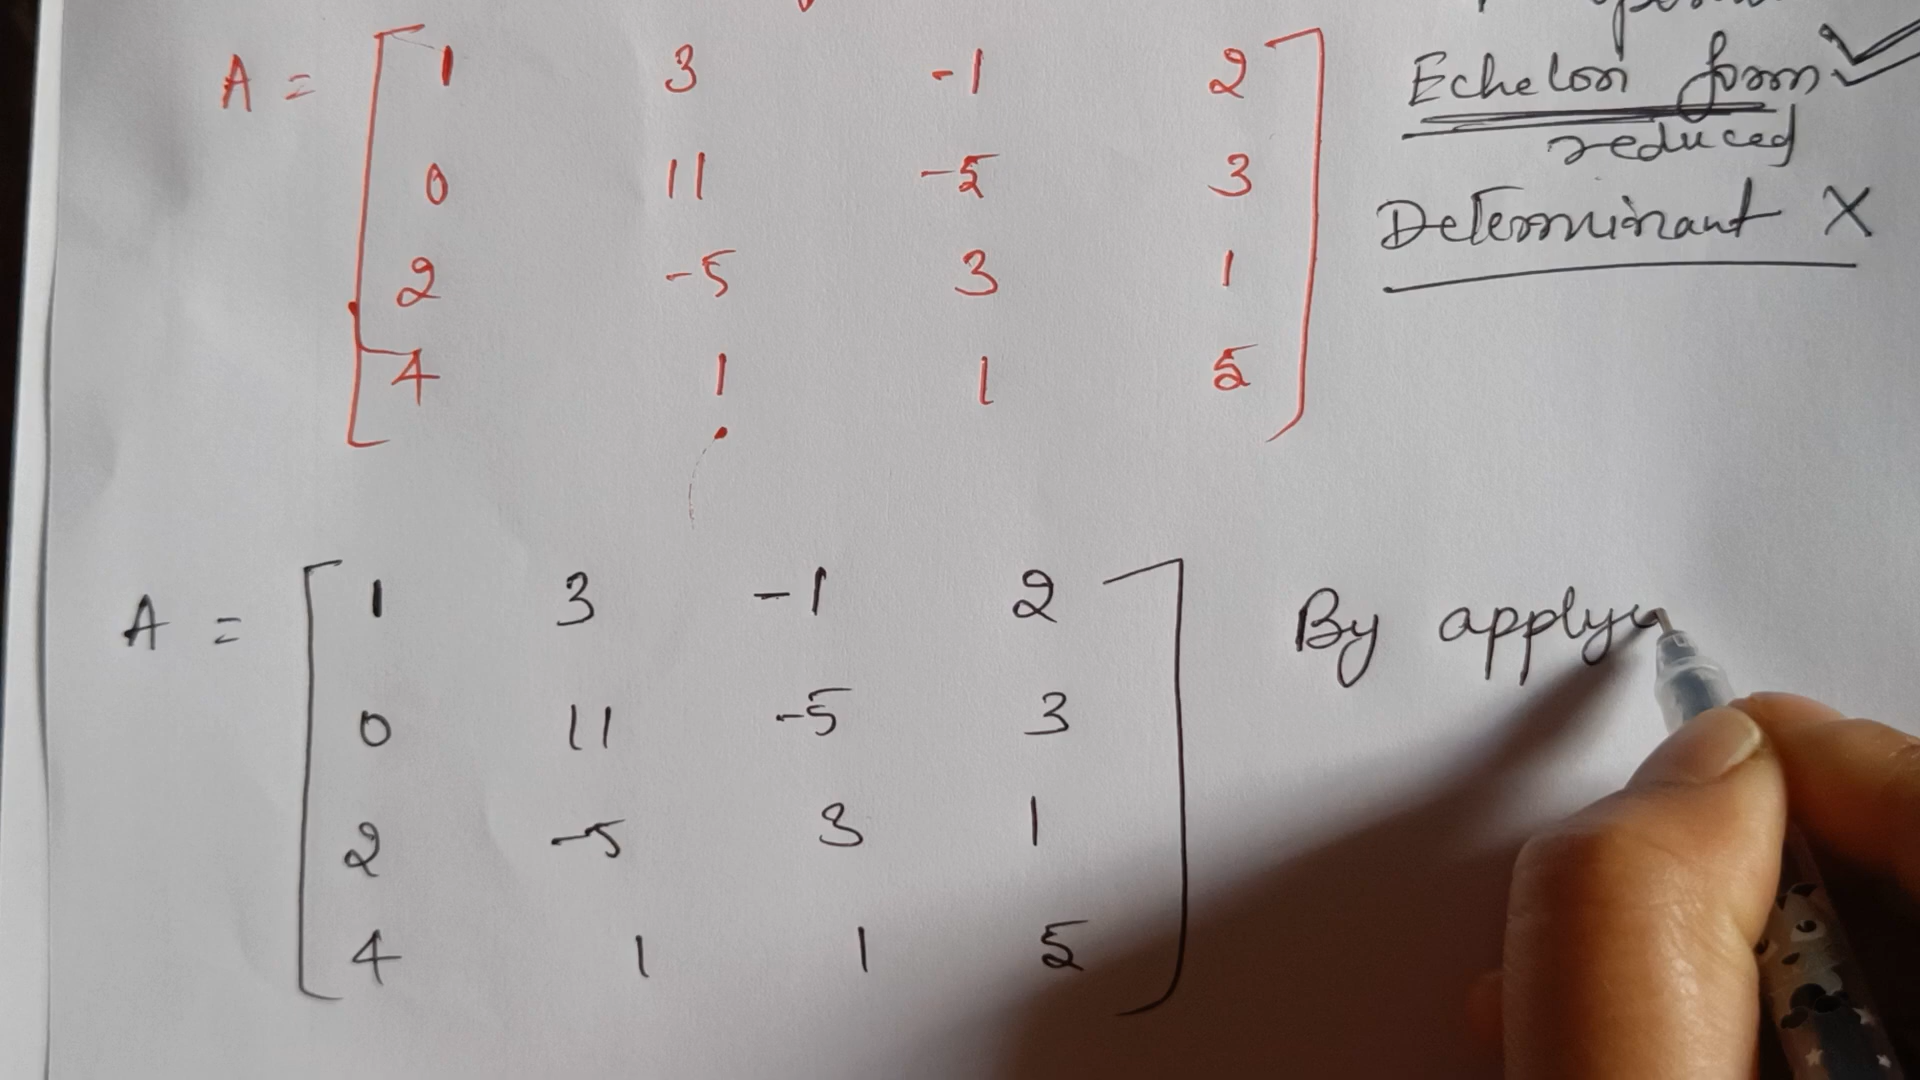 Echelon form
reduced
Determinant X
A = 1 3 -1 2
0 11 -5 3
2 -5 3 1
4 1 1 5
A = 1 3 -1 2 By applyi
0 11 -5 3
2 -5 3 1
4 1 1 5